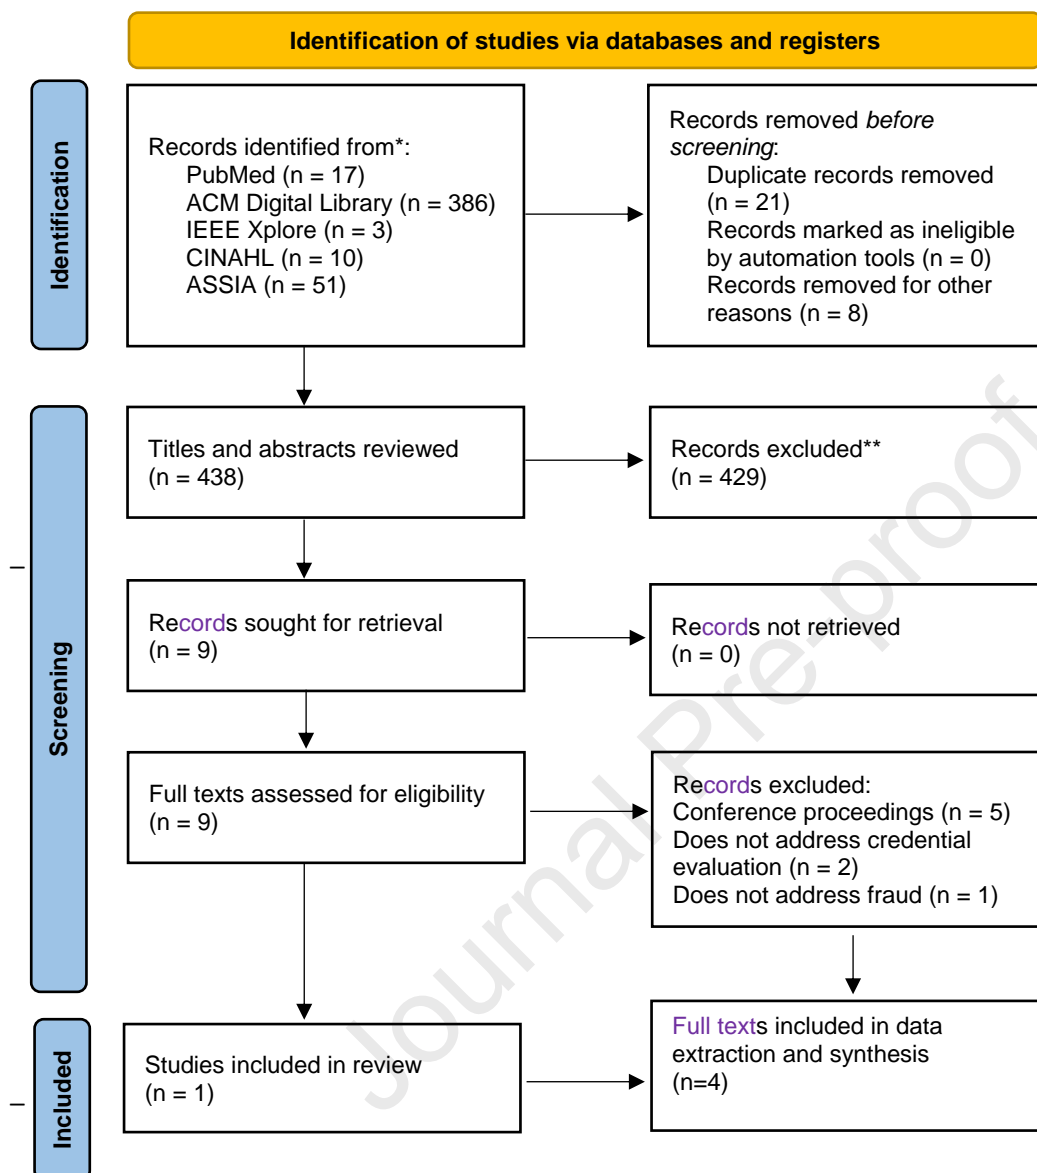 Identification of studies via databases and registers
Identification
Records identified from*:
PubMed (n = 17)
ACM Digital Library (n = 386)
IEEE Xplore (n = 3)
CINAHL (n = 10)
ASSIA (n = 51)
Records removed before
screening:
Duplicate records removed
(n = 21)
Records marked as ineligible
by automation tools (n = 0)
Records removed for other
reasons (n = 8)
Screening
Titles and abstracts reviewed
(n = 438)
Records excluded**
(n = 429)
Records sought for retrieval
(n = 9)
Records not retrieved
(n = 0)
Full texts assessed for eligibility
(n = 9)
Records excluded:
Conference proceedings (n = 5)
Does not address credential
evaluation (n = 2)
Does not address fraud (n = 1)
Included
Studies included in review
(n = 1)
Full texts included in data
extraction and synthesis
(n=4)
Journal Pre-proof